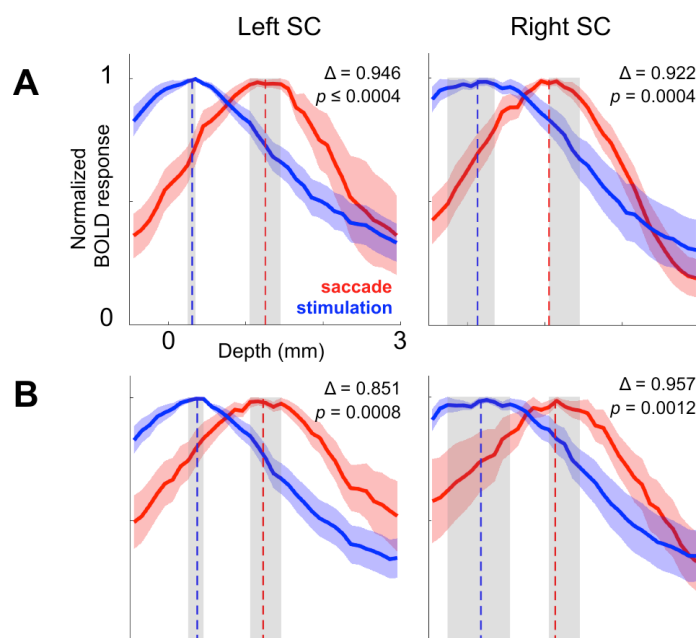 Left SC
Right SC
A
Δ = 0.946
p ≤ 0.0004
Δ = 0.922
p = 0.0004
1
Normalized
BOLD response
0
saccade
stimulation
0
Depth (mm)
3
B
Δ = 0.851
p = 0.0008
Δ = 0.957
p = 0.0012